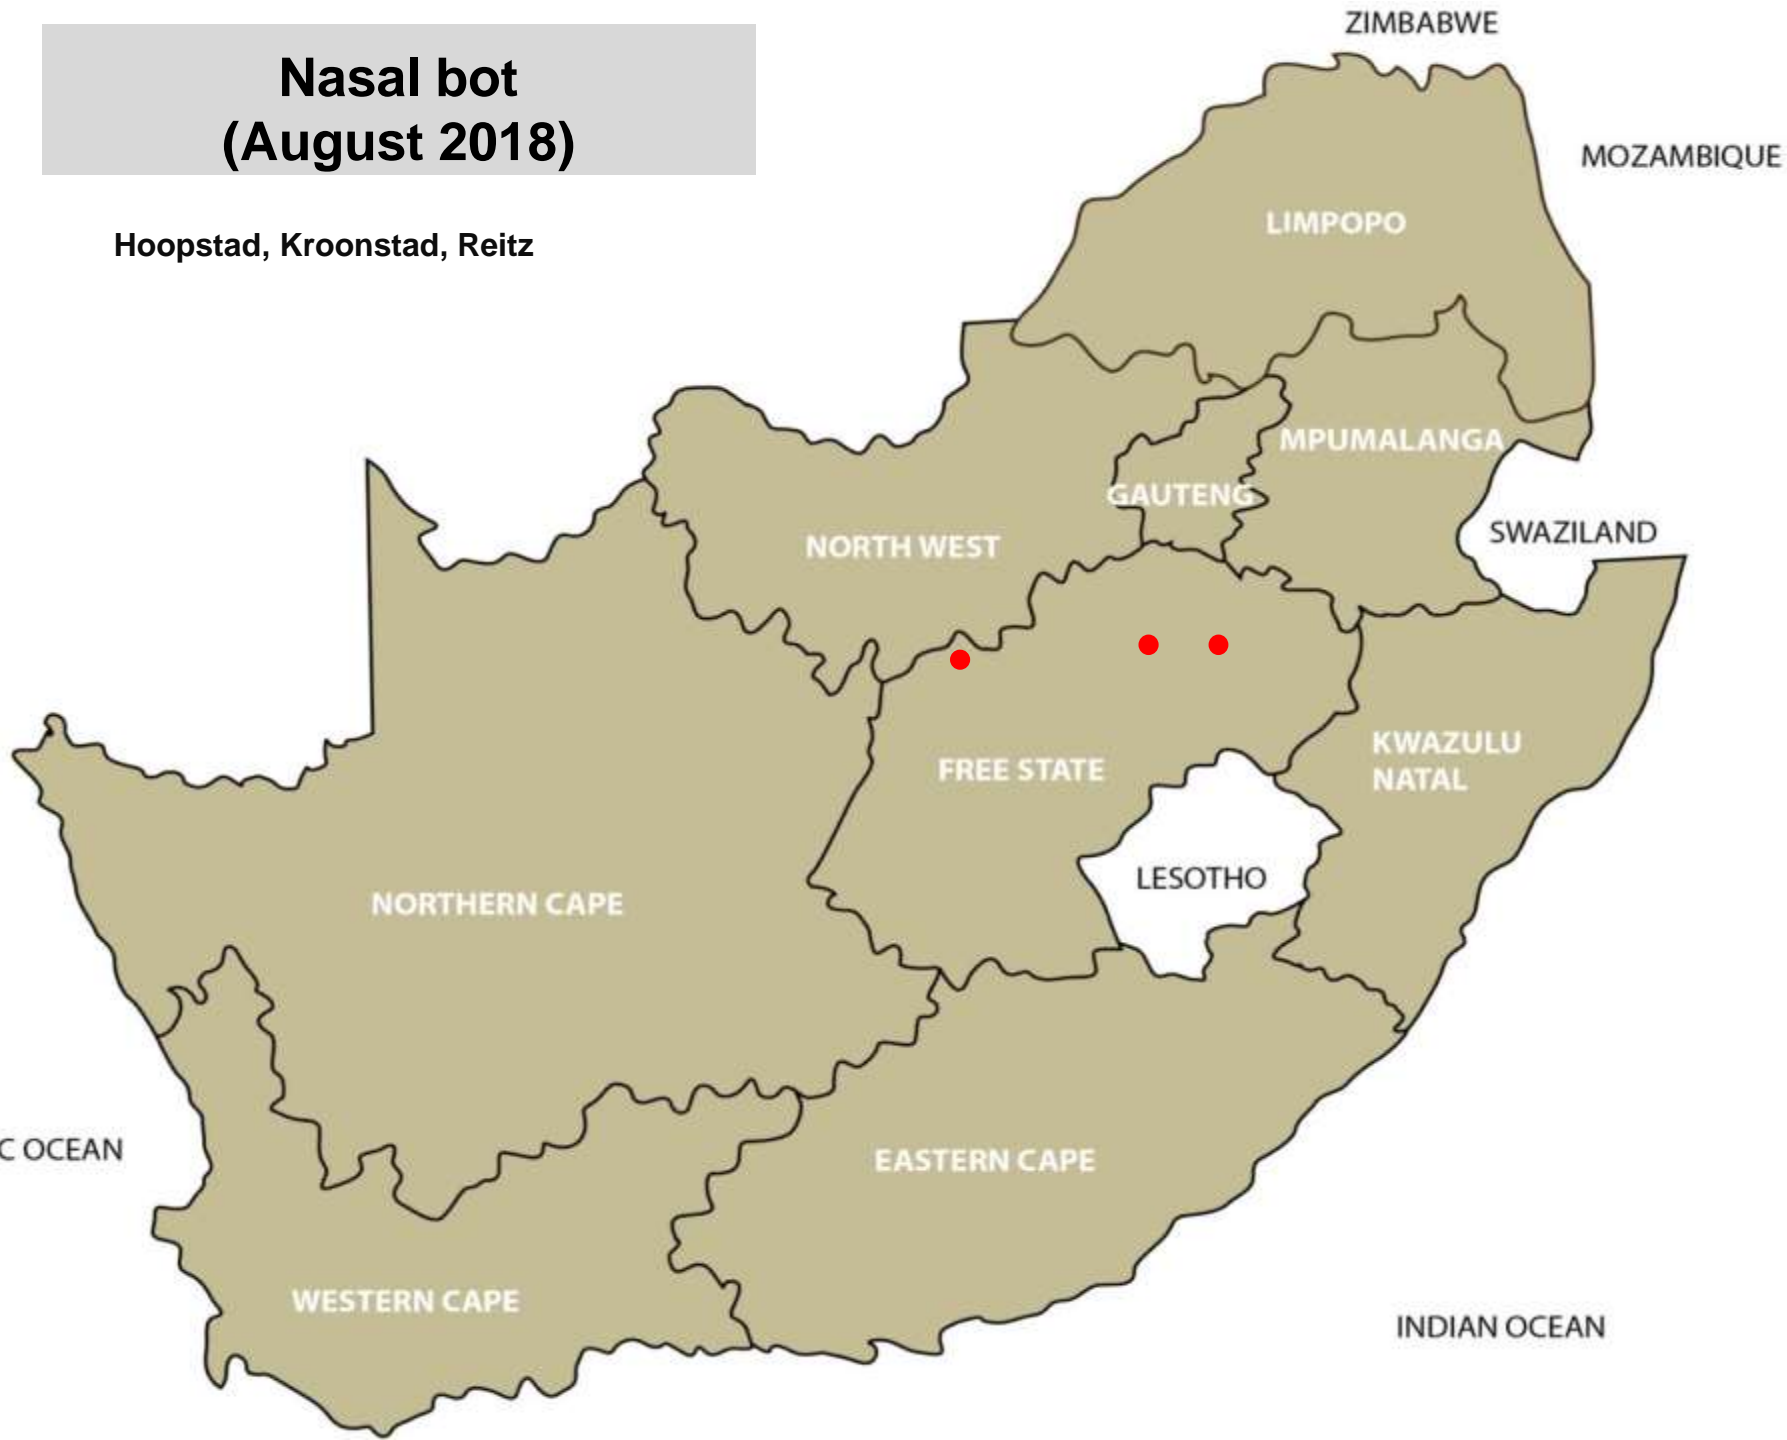 Nasal bot
(August 2018)
Hoopstad, Kroonstad, Reitz
ZIMBABWE
MOZAMBIQUE
LIMPOPO
MPUMALANGA
GAUTENG
NORTH WEST
SWAZILAND
KWAZULU
NATAL
FREE STATE
LESOTHO
NORTHERN CAPE
C OCEAN
EASTERN CAPE
WESTERN CAPE
INDIAN OCEAN